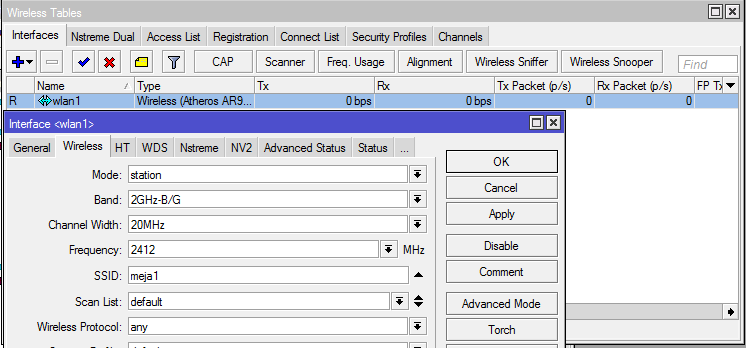 Wireless Tables
Interfaces Nstreme Dual Access List Registration Connect List Security Profiles Channels
CAP Scanner Freq. Usage Alignment Wireless Sniffer Wireless Snooper Find
Name / Type Tx Rx Tx Packet (p/s) Rx Packet (p/s) FP
R wlan1 Wireless (Atheros AR9... 0 bps 0 bps 0 0
Interface <wlan1>
General Wireless HT WDS Nstreme NV2 Advanced Status Status ...
Mode: station
OK
Band: 2GHz-B/G
Cancel
Channel Width: 20MHz
Apply
Frequency: 2412 MHz
Disable
SSID: meja1
Comment
Scan List: default
Advanced Mode
Wireless Protocol: any
Torch